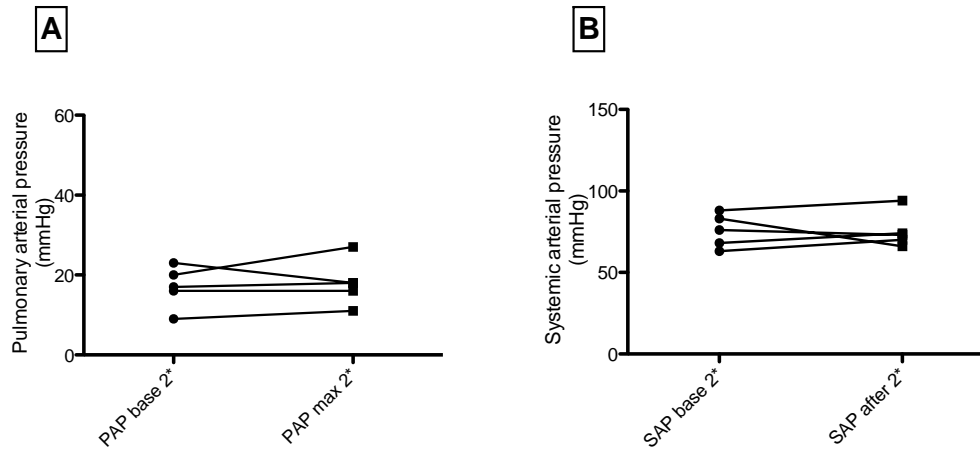 A
B
Pulmonary arterial pressure
(mmHg)
60
40
20
0
PAP base 2*
PAP max 2*
Systemic arterial pressure
(mmHg)
150
100
50
0
SAP base 2*
SAP after 2*